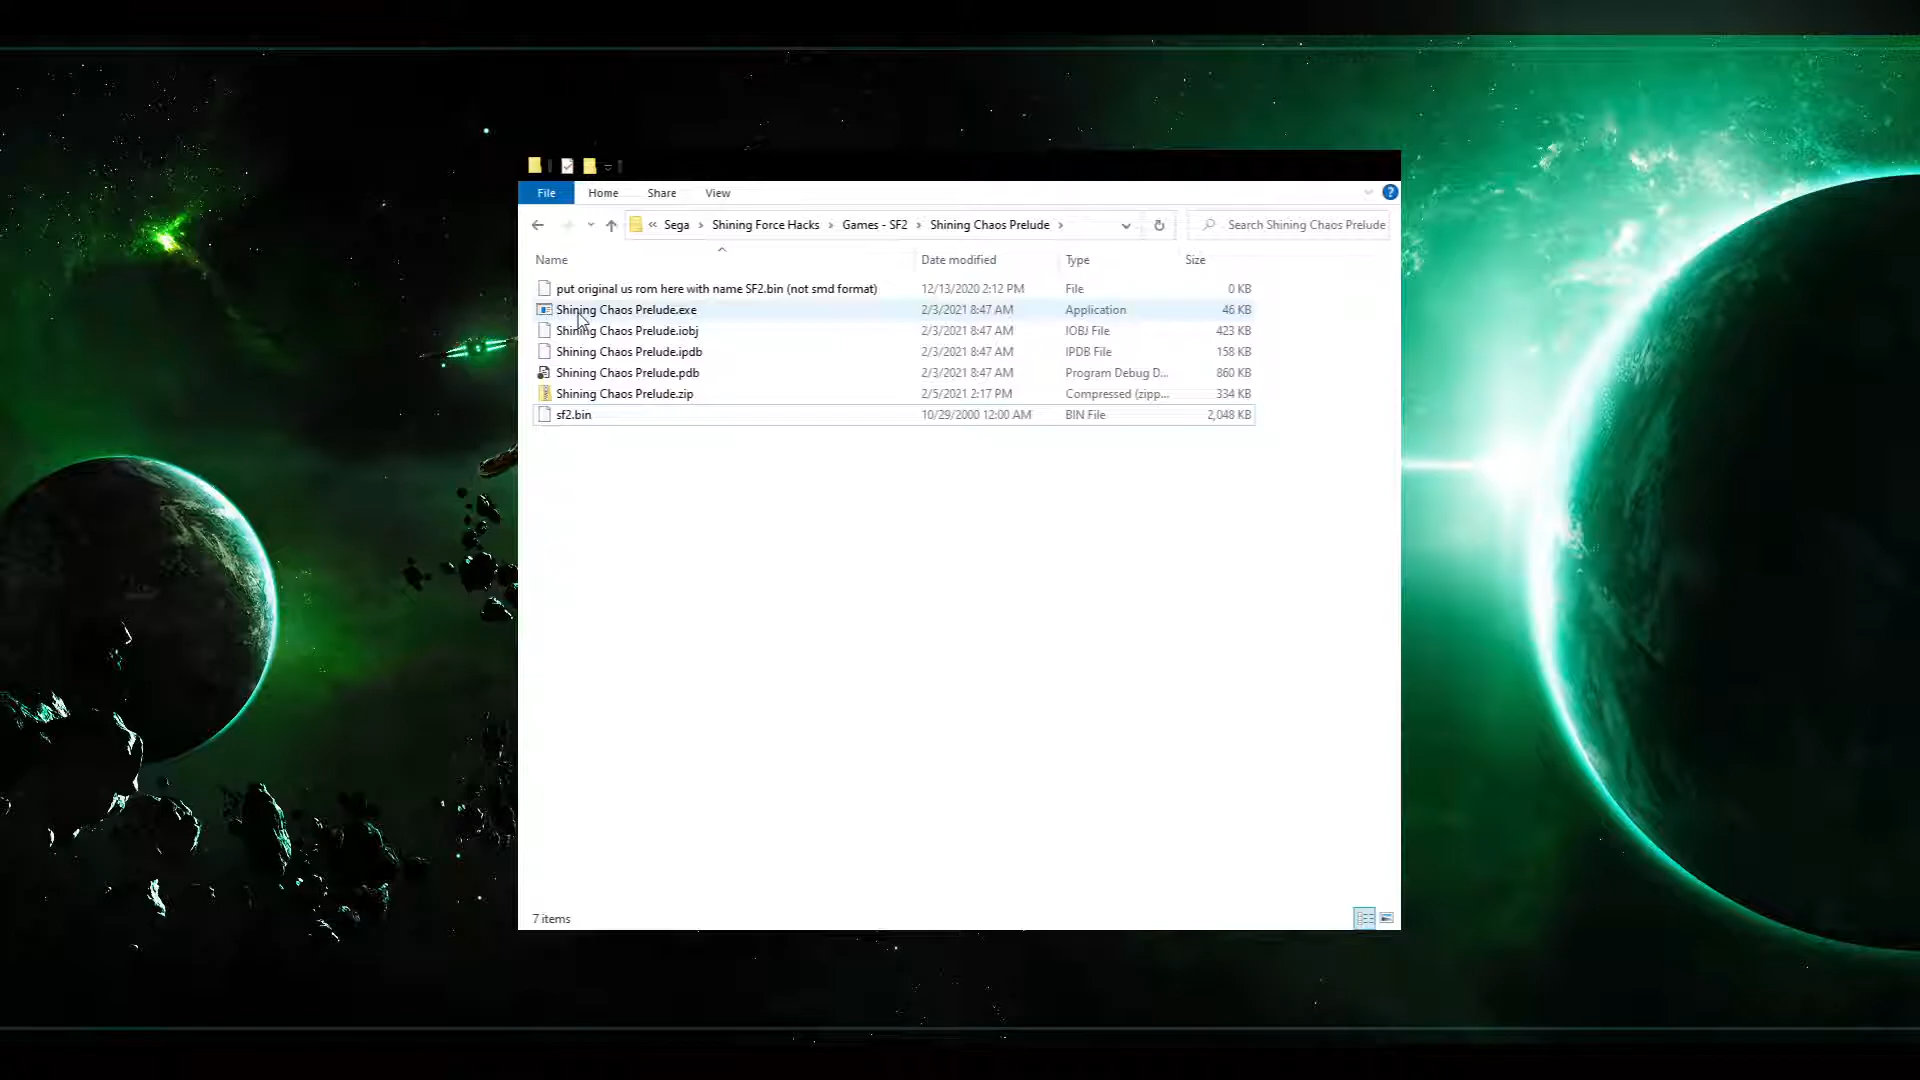 File Home Share View
« Sega › Shining Force Hacks › Games - SF2 › Shining Chaos Prelude › Search Shining Chaos Prelude
Name Date modified Type Size
put original us rom here with name SF2.bin (not smd format) 12/13/2020 2:12 PM File 0 KB
Shining Chaos Prelude.exe 2/3/2021 8:47 AM Application 46 KB
Shining Chaos Prelude.iobj 2/3/2021 8:47 AM IOBJ File 423 KB
Shining Chaos Prelude.ipdb 2/3/2021 8:47 AM IPDB File 158 KB
Shining Chaos Prelude.pdb 2/3/2021 8:47 AM Program Debug D... 860 KB
Shining Chaos Prelude.zip 2/5/2021 2:17 PM Compressed (zipp... 334 KB
sf2.bin 10/29/2000 12:00 AM BIN File 2,048 KB
7 items